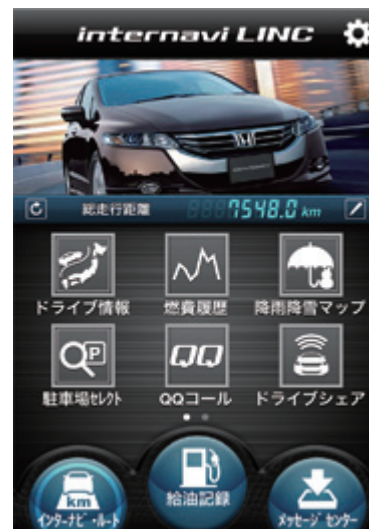 internavi LINC
総走行距離 7548.0 km
ドライブ情報 燃費履歴 降雨降雪マップ
P QQ
駐車場セレクト QQコール ドライブシェア
km
インターナビ・ルート 給油記録 メッセージセンター